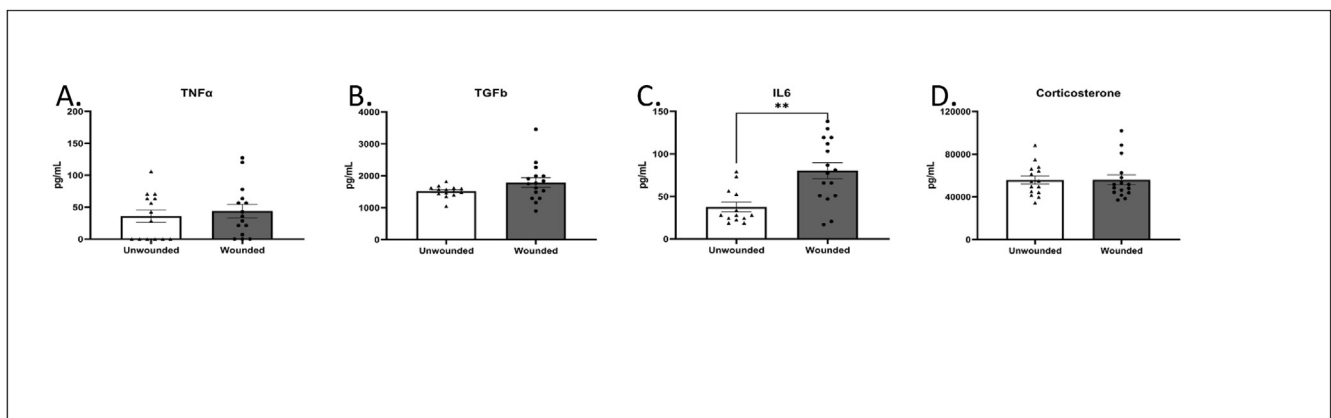 A.
TNFα
pg/mL
200
150
100
50
0
Unwounded
Wounded
B.
TGFb
pg/mL
4000
3000
2000
1000
0
Unwounded
Wounded
C.
IL6
**
pg/mL
150
100
50
0
Unwounded
Wounded
D.
Corticosterone
pg/mL
120000
80000
40000
0
Unwounded
Wounded